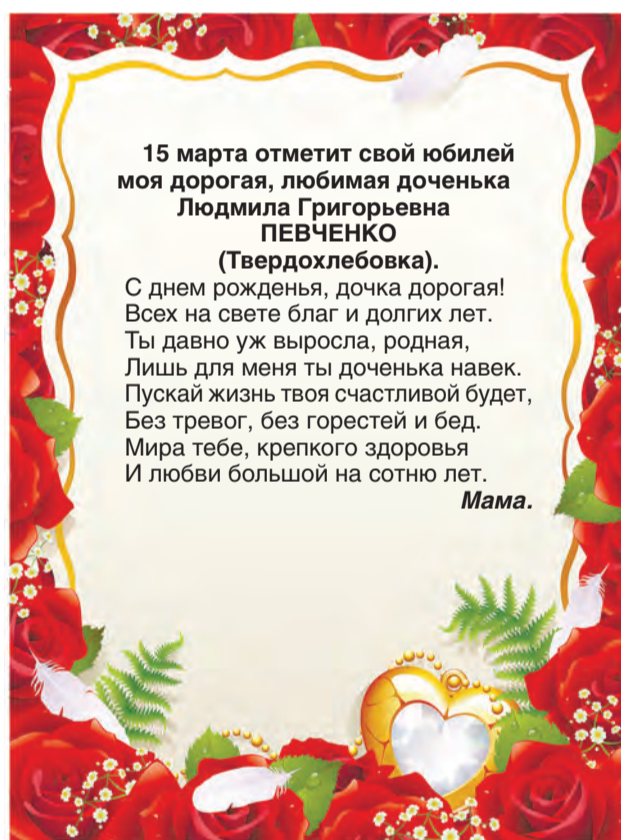 15 марта отметит свой юбилей
моя дорогая, любимая доченька
Людмила Григорьевна
ПЕВЧЕНКО
(Твердохлебовка).
С днем рожденья, дочка дорогая!
Всех на свете благ и долгих лет.
Ты давно уж выросла, родная,
Лишь для меня ты доченька навек.
Пускай жизнь твоя счастливой будет,
Без тревог, без горестей и бед.
Мира тебе, крепкого здоровья
И любви большой на сотню лет.
Мама.